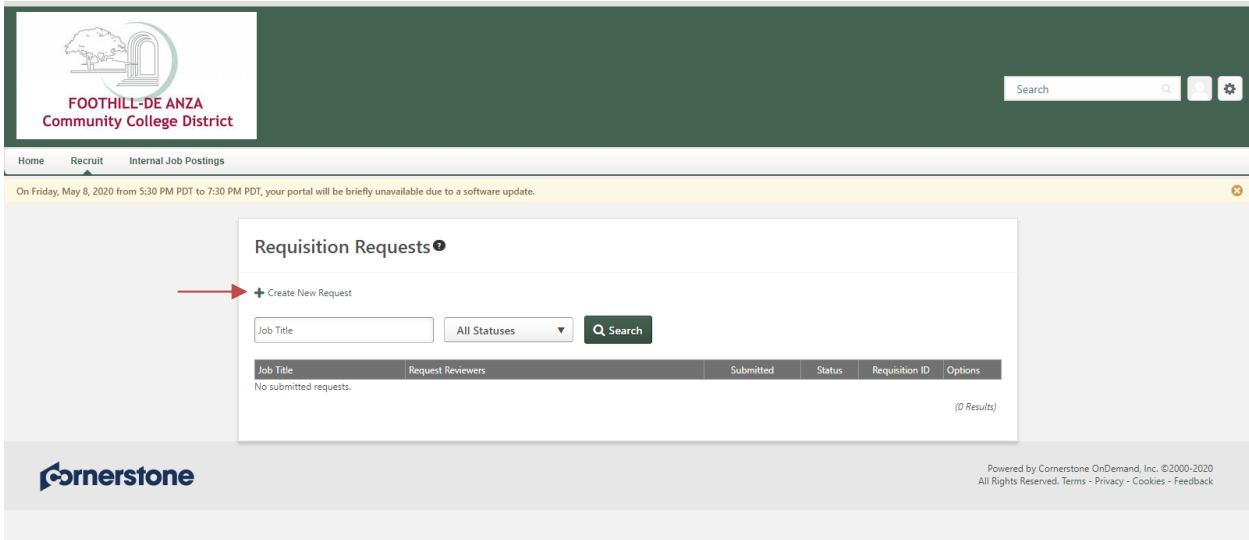 FOOTHILL-DE ANZA
Community College District
Search
Home Recruit Internal Job Postings
On Friday, May 8, 2020 from 5:30 PM PDT to 7:30 PM PDT, your portal will be briefly unavailable due to a software update.
Requisition Requests
Create New Request
Job Title All Statuses Search
Job Title Request Reviewers Submitted Status Requisition ID Options
No submitted requests.
(0 Results)
Cornerstone
Powered by Cornerstone OnDemand, Inc. ©2000-2020
All Rights Reserved. Terms - Privacy - Cookies - Feedback